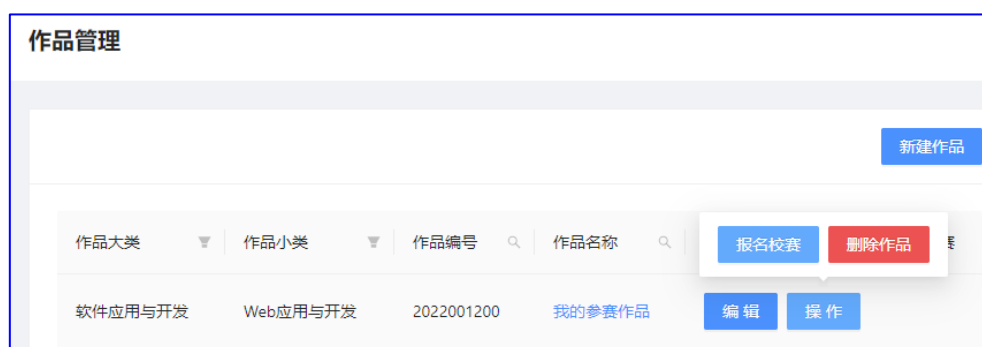 作品管理
新建作品
作品大类 作品小类 作品编号 作品名称 报名校赛 删除作品
软件应用与开发 Web应用与开发 2022001200 我的参赛作品 编辑 操作